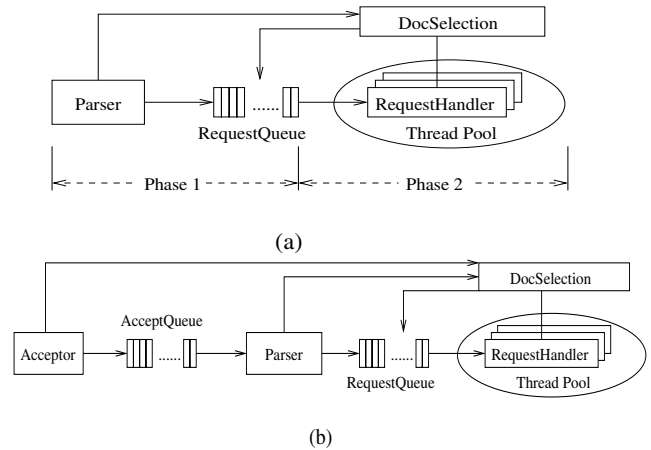 DocSelection
Parser
......
RequestHandler
RequestQueue
Thread Pool
Phase 1
Phase 2
(a)
DocSelection
AcceptQueue
Acceptor
......
Parser
......
RequestHandler
RequestQueue
Thread Pool
(b)